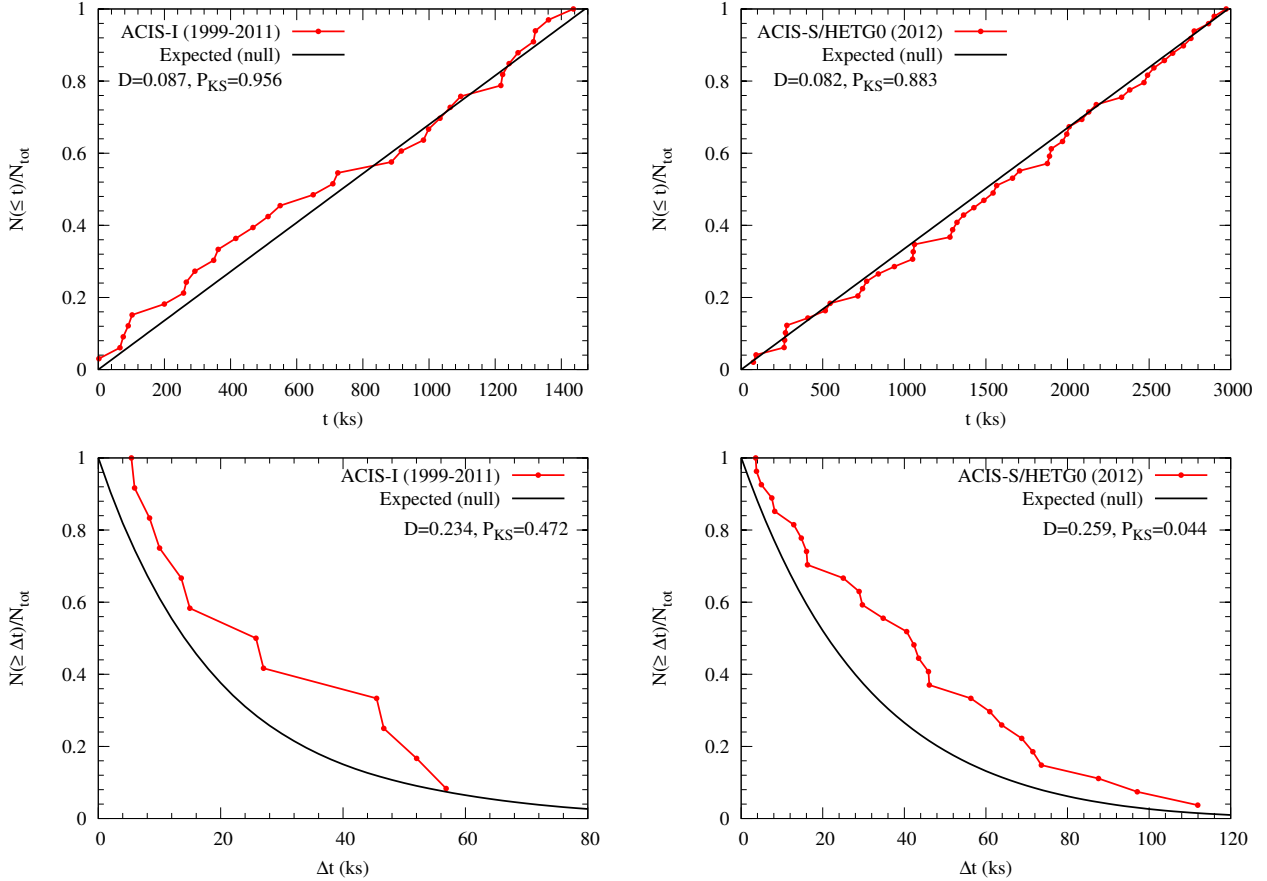 ACIS-I (1999-2011)
Expected (null)
D=0.087, P_KS=0.956
N(≤ t)/N_tot
0
0.2
0.4
0.6
0.8
1
0 200 400 600 800 1000 1200 1400
t (ks)
ACIS-S/HETG0 (2012)
Expected (null)
D=0.082, P_KS=0.883
N(≤ t)/N_tot
0
0.2
0.4
0.6
0.8
1
0 500 1000 1500 2000 2500 3000
t (ks)
ACIS-I (1999-2011)
Expected (null)
D=0.234, P_KS=0.472
N(≥ Δt)/N_tot
0
0.2
0.4
0.6
0.8
1
0 20 40 60 80
Δt (ks)
ACIS-S/HETG0 (2012)
Expected (null)
D=0.259, P_KS=0.044
N(≥ Δt)/N_tot
0
0.2
0.4
0.6
0.8
1
0 20 40 60 80 100 120
Δt (ks)